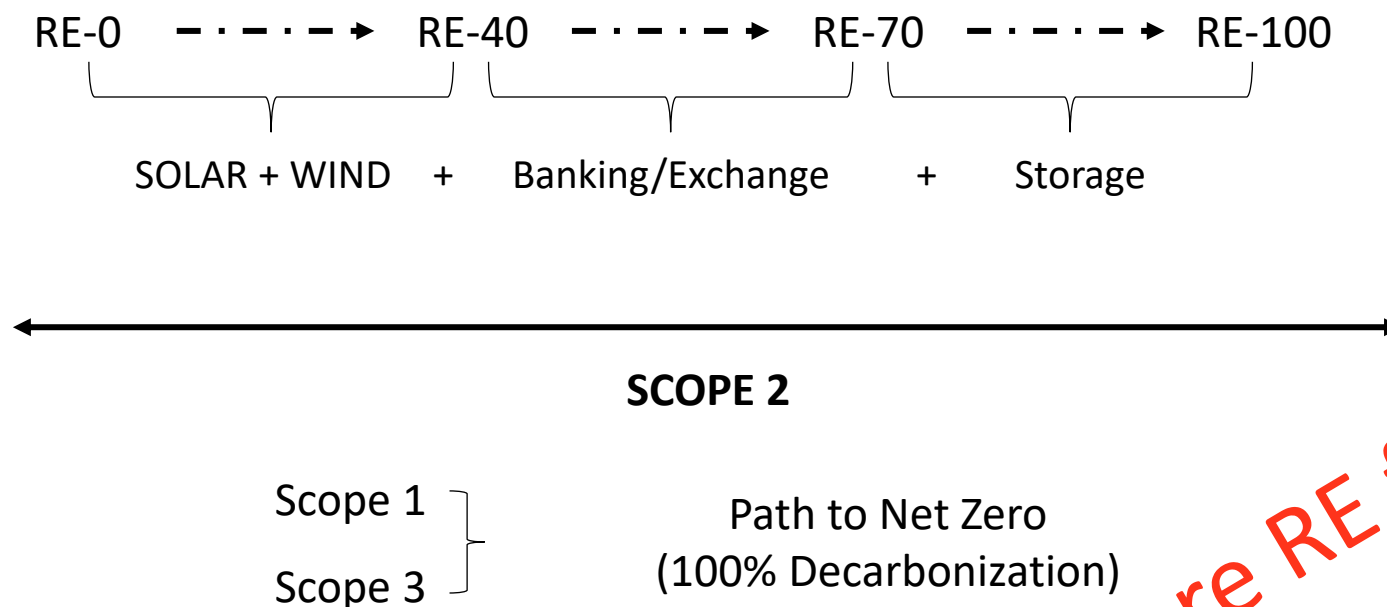 RE-0 RE-40 RE-70 RE-100
SOLAR + WIND + Banking/Exchange + Storage
SCOPE 2
Scope 1
Path to Net Zero
(100% Decarbonization)
Scope 3
RE